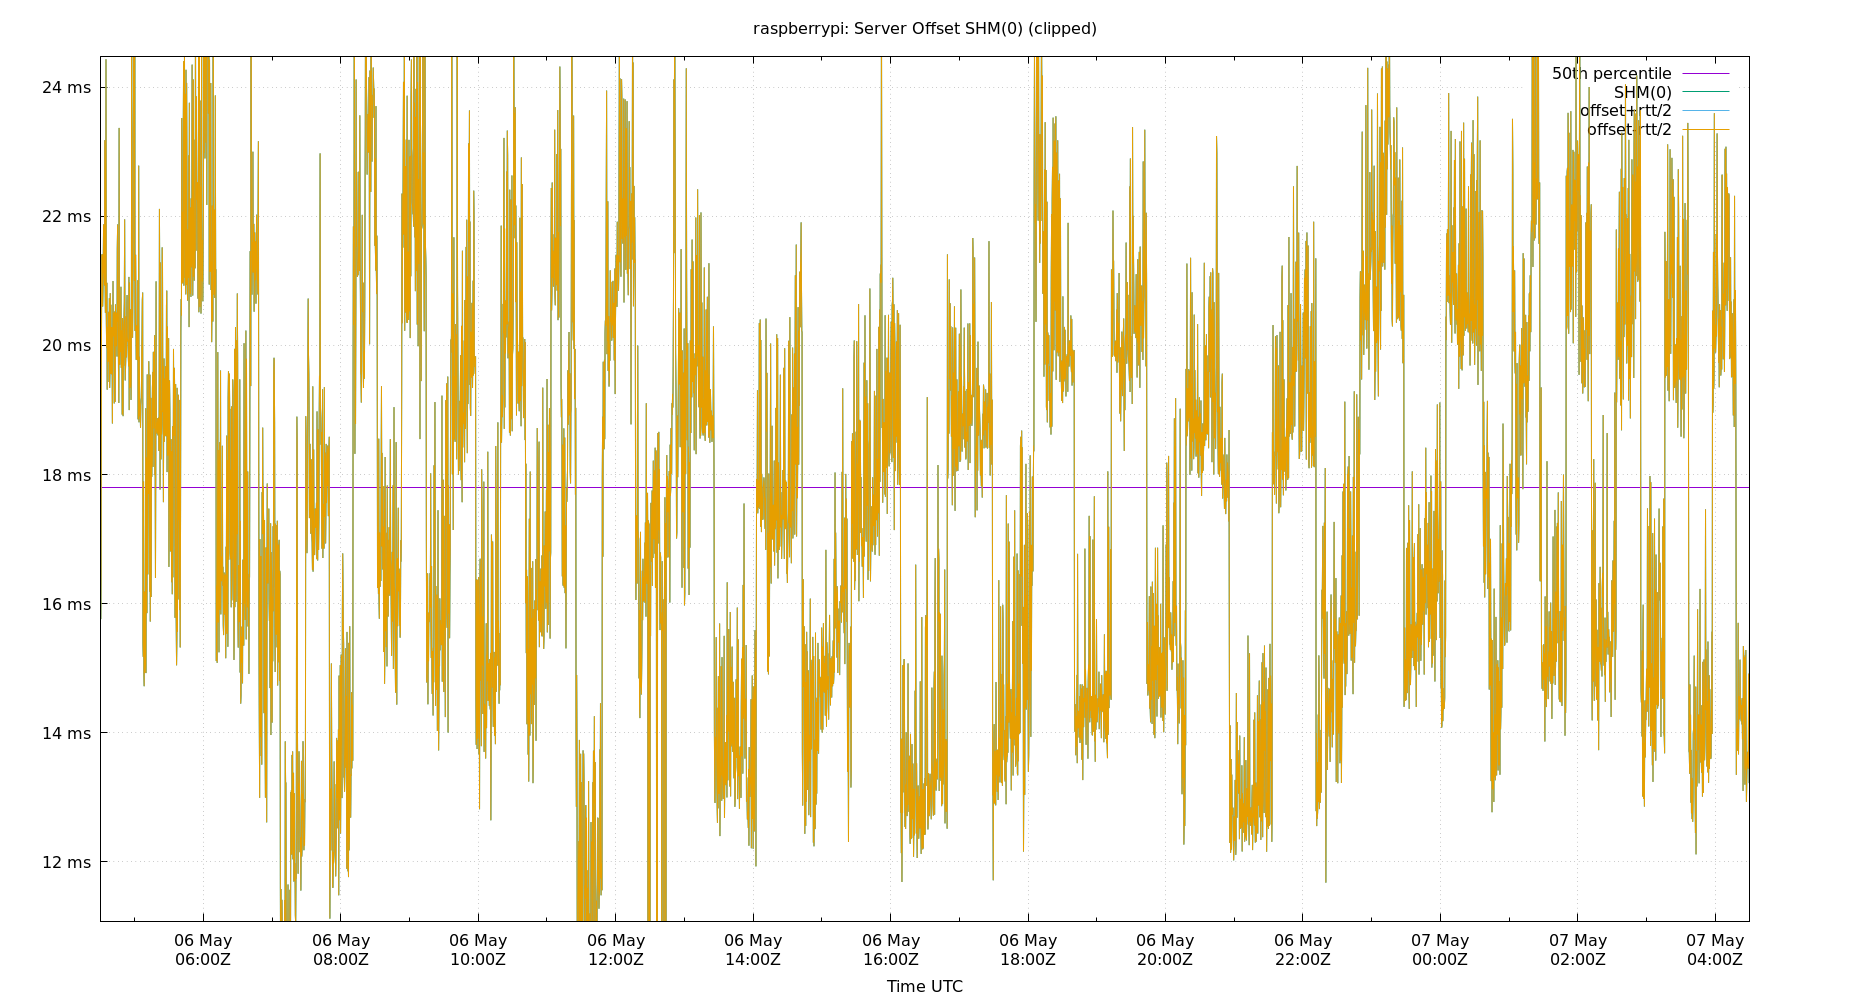 raspberrypi: Server Offset SHM(0) (clipped)
50th percentile
SHM(0)
offset+rtt/2
offset-rtt/2
24 ms
22 ms
20 ms
18 ms
16 ms
14 ms
12 ms
06 May 06 May 06 May 06 May 06 May 06 May 06 May 06 May 06 May 07 May 07 May 07 May
06:00Z 08:00Z 10:00Z 12:00Z 14:00Z 16:00Z 18:00Z 20:00Z 22:00Z 00:00Z 02:00Z 04:00Z
Time UTC